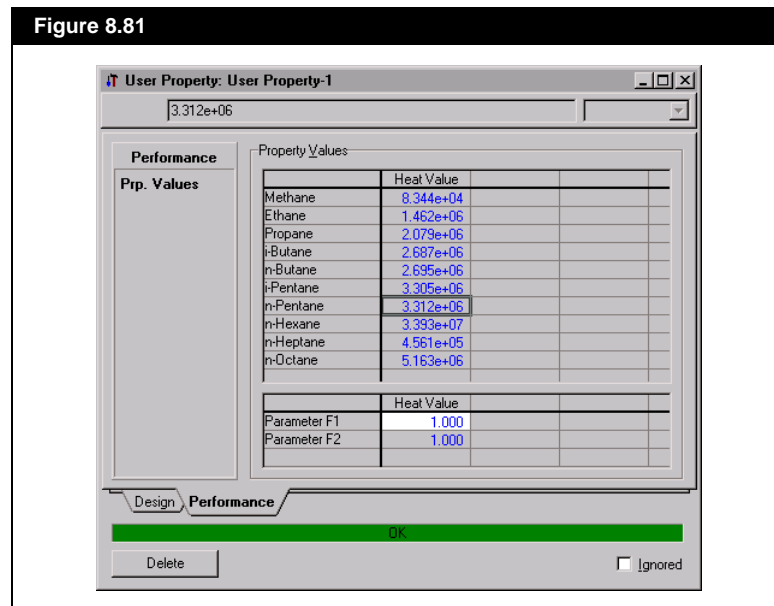 Figure 8.81
User Property: User Property-1
3.312e+06
Performance
Prp. Values
Property Values
Heat Value
Methane 8.344e+04
Ethane 1.462e+06
Propane 2.079e+06
i-Butane 2.687e+06
n-Butane 2.695e+06
i-Pentane 3.305e+06
n-Pentane 3.312e+06
n-Hexane 3.393e+07
n-Heptane 4.561e+05
n-Octane 5.163e+06
Heat Value
Parameter F1 1.000
Parameter F2 1.000
Design Performance
OK
Delete Ignored